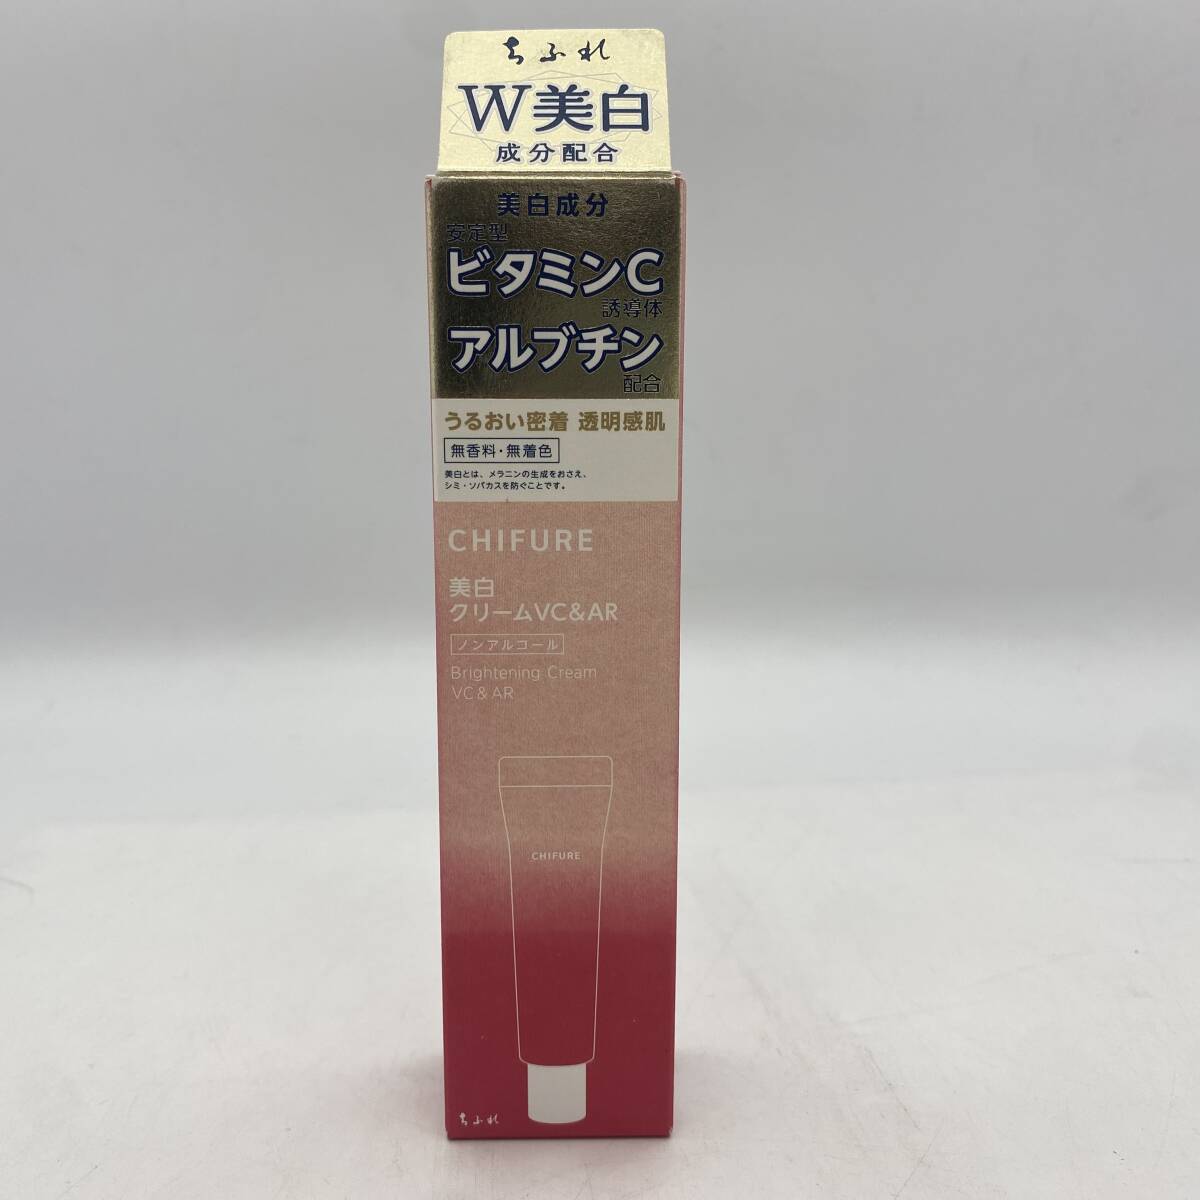 ちふれ
W美白
成分配合
美白成分
安定型
ビタミンC
誘導体
アルブチン
配合
うるおい密着 透明感肌
無香料・無着色
美白とは、メラニンの生成をおさえ、
シミ・ソバカスを防ぐことです。
CHIFURE
美白
クリームVC&AR
ノンアルコール
Brightening Cream
VC & AR
CHIFURE
ちふれ